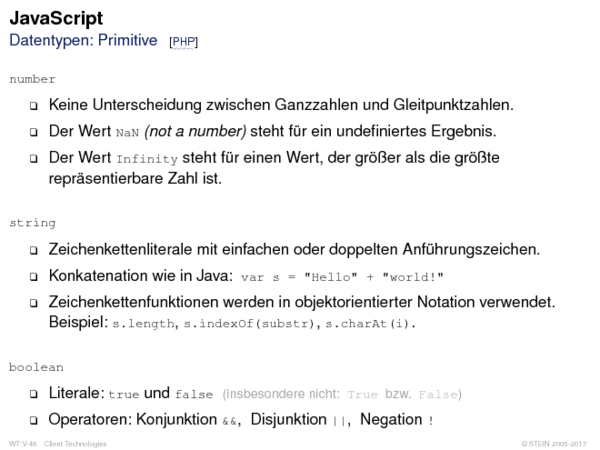 JavaScript
Datentypen: Primitive [PHP]
number
❑ Keine Unterscheidung zwischen Ganzzahlen und Gleitpunktzahlen.
❑ Der Wert NaN (not a number) steht für ein undefiniertes Ergebnis.
❑ Der Wert Infinity steht für einen Wert, der größer als die größte
repräsentierbare Zahl ist.
string
❑ Zeichenkettenliterale mit einfachen oder doppelten Anführungszeichen.
❑ Konkatenation wie in Java: var s = "Hello" + "world!"
❑ Zeichenkettenfunktionen werden in objektorientierter Notation verwendet.
Beispiel: s.length, s.indexOf(substr), s.charAt(i).
boolean
❑ Literale: true und false (insbesondere nicht: True bzw. False)
❑ Operatoren: Konjunktion &&, Disjunktion ||, Negation !
WT:V-46 Client Technologies © STEIN 2005-2017